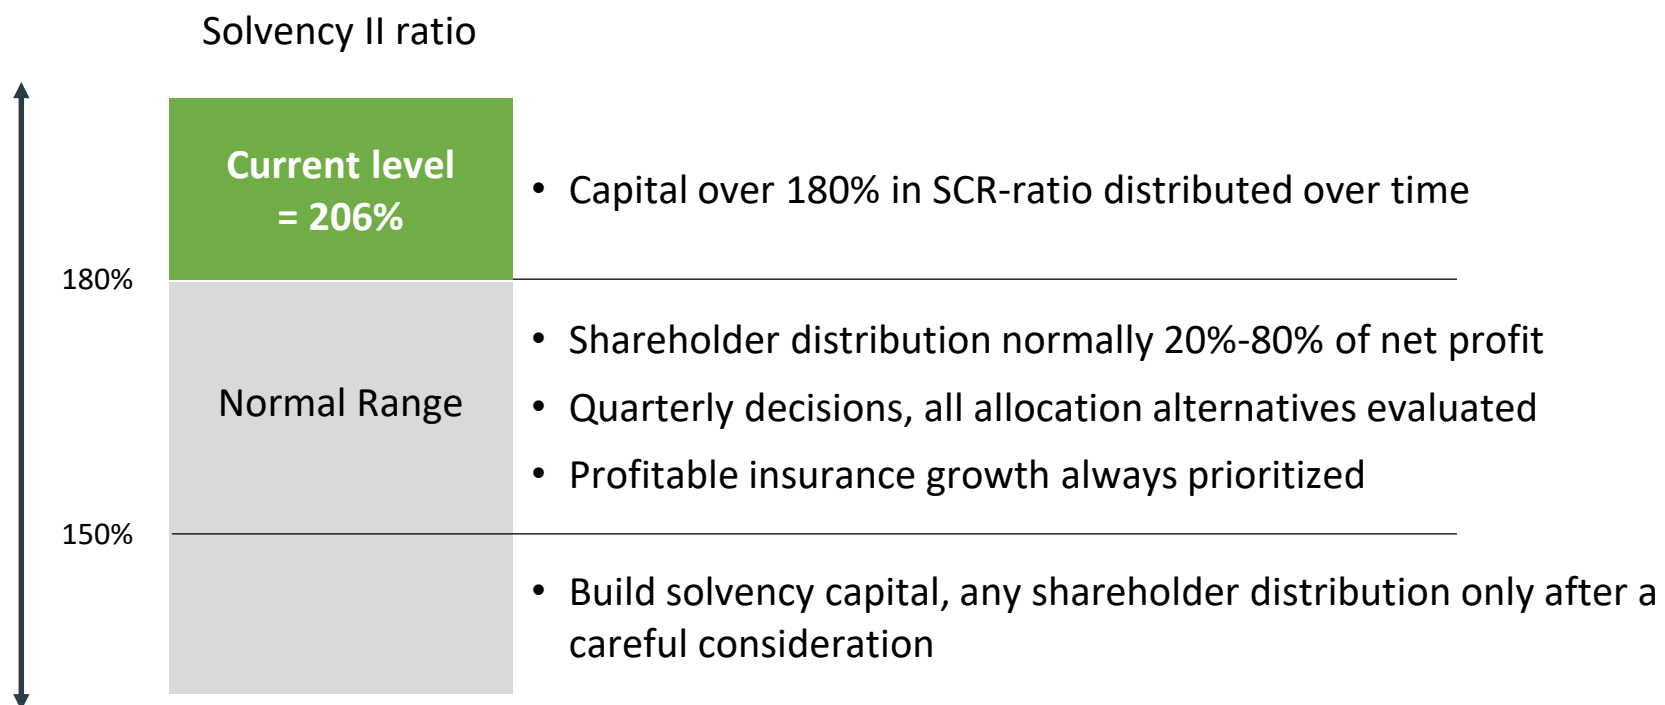 Solvency II ratio
Current level
= 206%
• Capital over 180% in SCR-ratio distributed over time
180%
Normal Range
• Shareholder distribution normally 20%-80% of net profit
• Quarterly decisions, all allocation alternatives evaluated
• Profitable insurance growth always prioritized
150%
• Build solvency capital, any shareholder distribution only after a
careful consideration